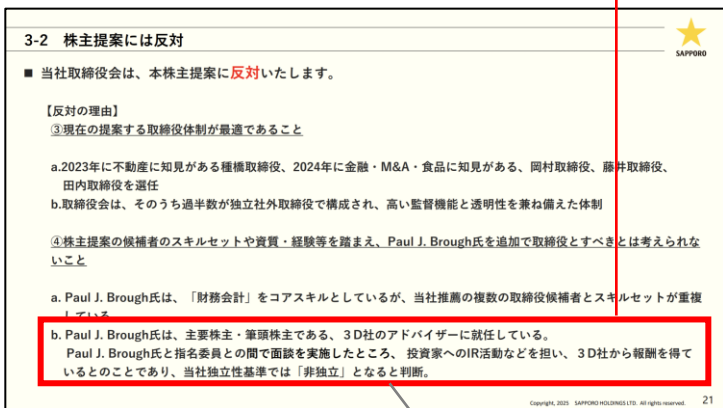 3-2 株主提案には反対
SAPPORO
■ 当社取締役会は、本株主提案に反対いたします。
【反対の理由】
③現在の提案する取締役体制が最適であること
a.2023年に不動産に知見がある種橋取締役、2024年に金融・M&A・食品に知見がある、岡村取締役、藤井取締役、
田内取締役を選任
b.取締役会は、そのうち過半数が独立社外取締役で構成され、高い監督機能と透明性を兼ね備えた体制
④株主提案の候補者のスキルセットや資質・経験等を踏まえ、Paul J. Brough氏を追加で取締役とすべきとは考えられな
いこと
a. Paul J. Brough氏は、「財務会計」をコアスキルとしているが、当社推薦の複数の取締役候補者とスキルセットが重複
している
b. Paul J. Brough氏は、主要株主・筆頭株主である、3D社のアドバイザーに就任している。
Paul J. Brough氏と指名委員との間で面談を実施したところ、 投資家へのIR活動などを担い、3D社から報酬を得て
いるとのことであり、当社独立性基準では「非独立」となると判断。
Copyright, 2025 SAPPORO HOLDINGS LTD. All rights reserved. 21